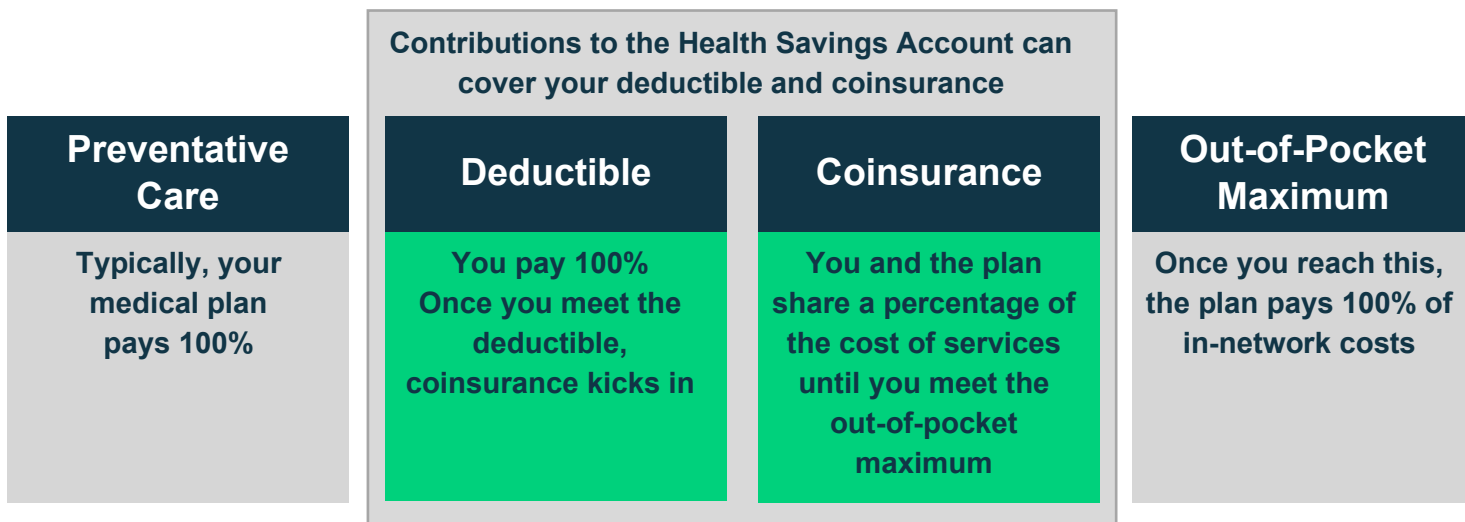 Contributions to the Health Savings Account can
cover your deductible and coinsurance
Preventative
Care
Typically, your
medical plan
pays 100%
Deductible
You pay 100%
Once you meet the
deductible,
coinsurance kicks in
Coinsurance
You and the plan
share a percentage of
the cost of services
until you meet the
out-of-pocket
maximum
Out-of-Pocket
Maximum
Once you reach this,
the plan pays 100% of
in-network costs